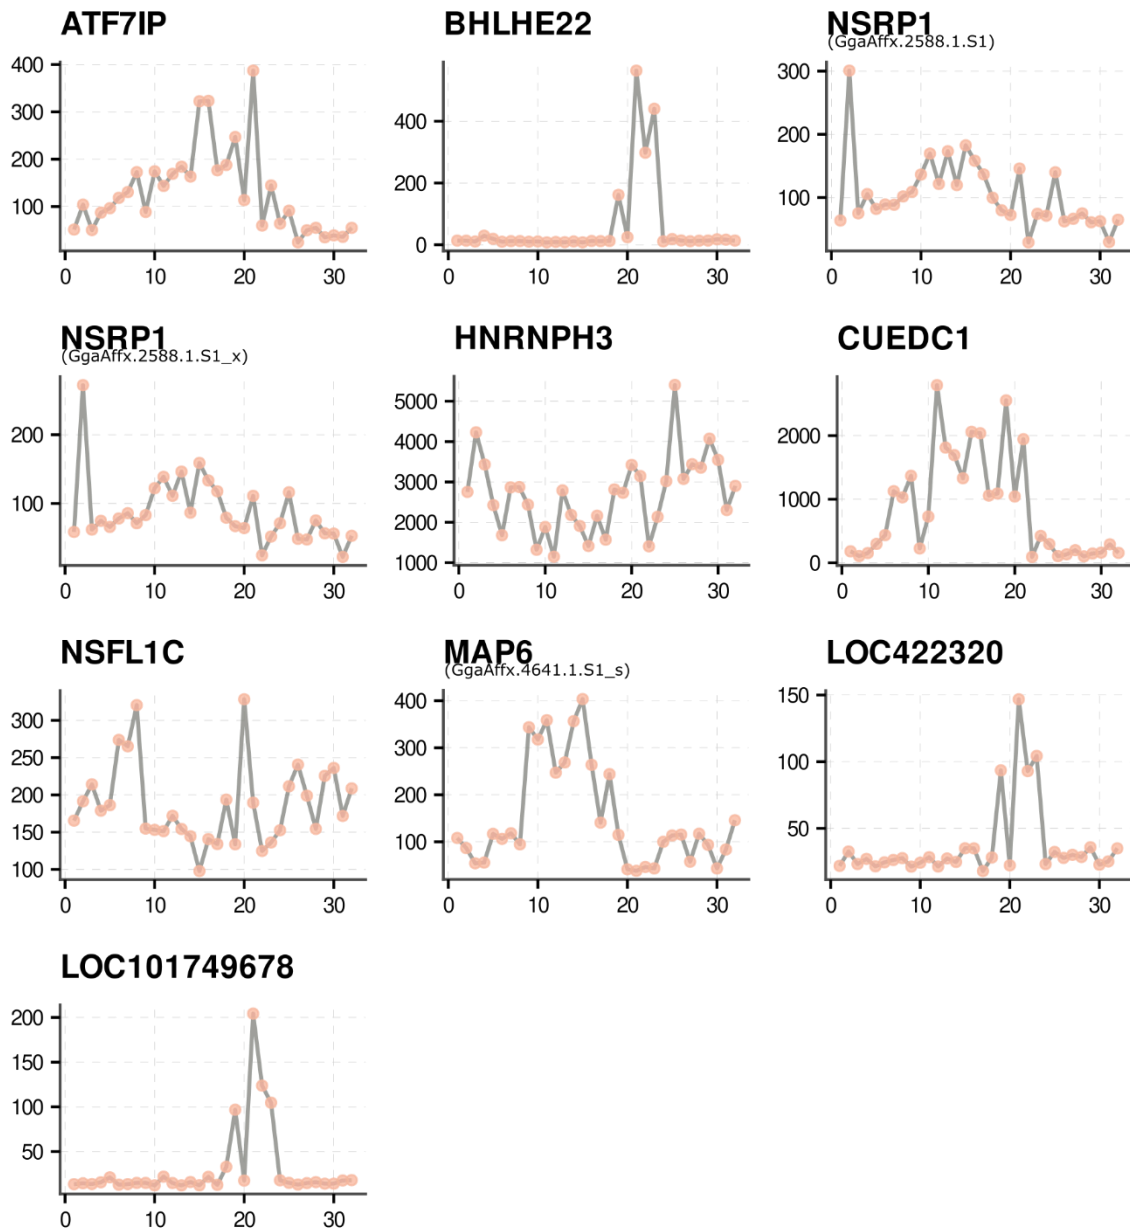 ATF7IP
400
300
200
100
0 10 20 30
BHLHE22
400
200
0
0 10 20 30
NSRP1
(GgaAffx.2588.1.S1)
300
200
100
0 10 20 30
NSRP1
(GgaAffx.2588.1.S1_x)
200
100
0 10 20 30
HNRNPH3
5000
4000
3000
2000
1000
0 10 20 30
CUEDC1
2000
1000
0
0 10 20 30
NSFL1C
300
250
200
150
100
0 10 20 30
MAP6
(GgaAffx.4641.1.S1_s)
400
300
200
100
0 10 20 30
LOC422320
150
100
50
0 10 20 30
LOC101749678
200
150
100
50
0 10 20 30